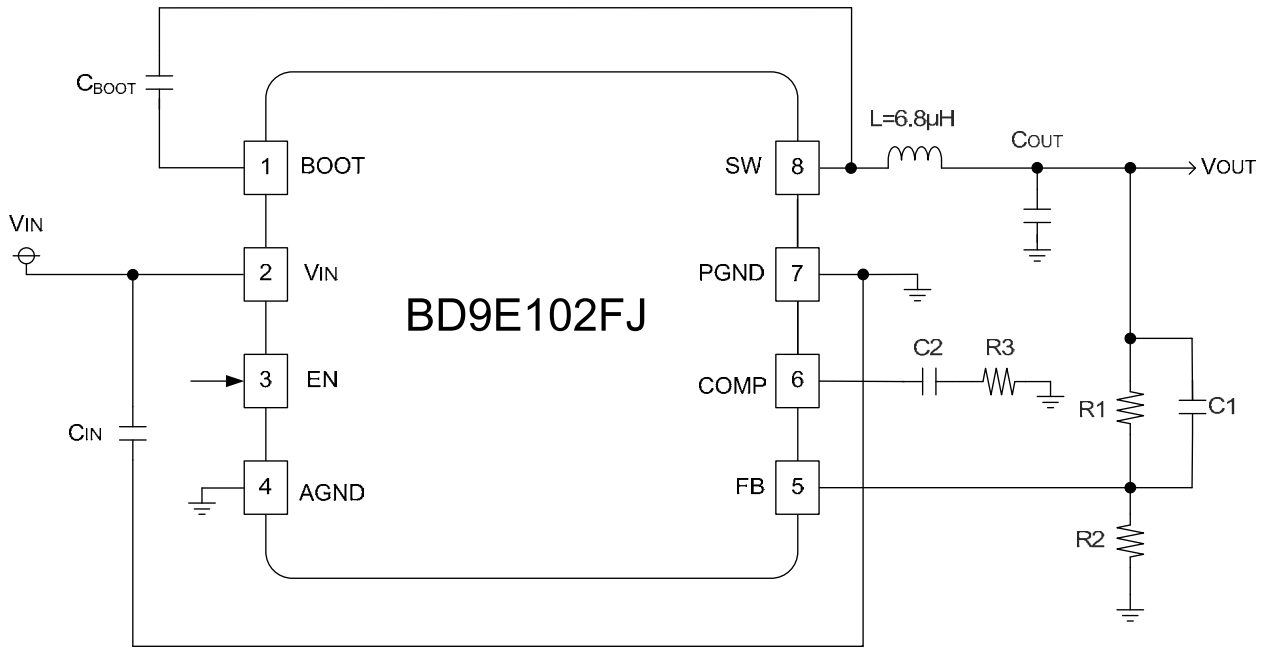 CBOOT
L=6.8µH
COUT
1
BOOT
SW
8
VOUT
VIN
2
VIN
PGND
7
BD9E102FJ
C2
R3
3
EN
COMP
6
R1
C1
CIN
4
AGND
FB
5
R2